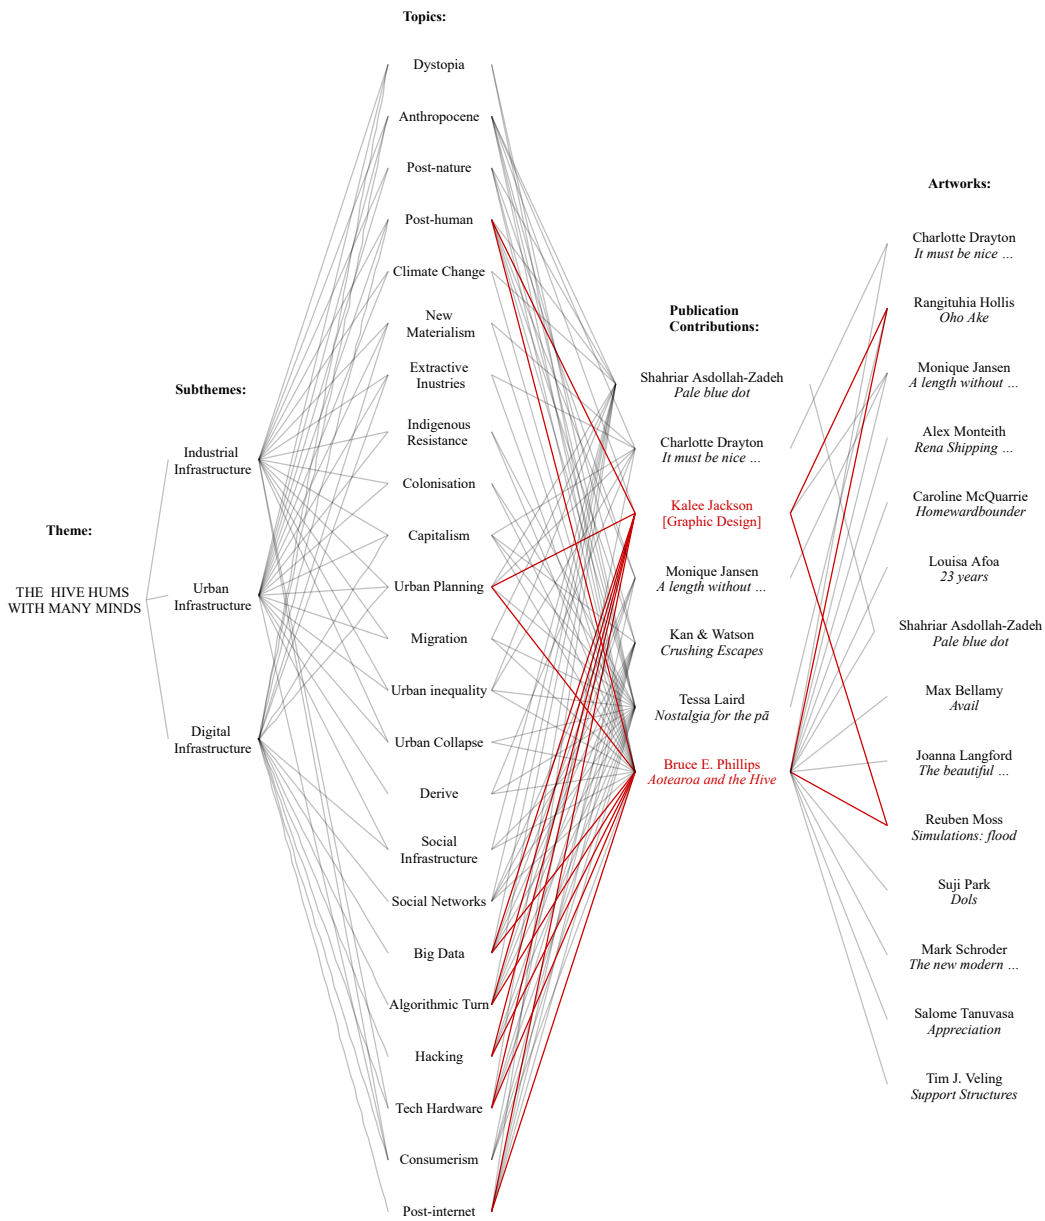 Topics:
Dystopia
Anthropocene
Post-nature
Post-human
Climate Change
New
Materialism
Extractive
Inustries
Indigenous
Resistance
Colonisation
Capitalism
Urban Planning
Migration
Urban inequality
Urban Collapse
Derive
Social
Infrastructure
Social Networks
Big Data
Algorithmic Turn
Hacking
Tech Hardware
Consumerism
Post-internet
Subthemes:
Industrial
Infrastructure
Urban
Infrastructure
Digital
Infrastructure
Theme:
THE HIVE HUMS
WITH MANY MINDS
Publication
Contributions:
Shahriar Asdollah-Zadeh
Pale blue dot
Charlotte Drayton
It must be nice ...
Kalee Jackson
[Graphic Design]
Monique Jansen
A length without ...
Kan & Watson
Crushing Escapes
Tessa Laird
Nostalgia for the pā
Bruce E. Phillips
Aotearoa and the Hive
Artworks:
Charlotte Drayton
It must be nice ...
Rangituhia Hollis
Oho Ake
Monique Jansen
A length without ...
Alex Monteith
Rena Shipping ...
Caroline McQuarrie
Homewardbounder
Louisa Afoa
23 years
Shahriar Asdollah-Zadeh
Pale blue dot
Max Bellamy
Avail
Joanna Langford
The beautiful ...
Reuben Moss
Simulations: flood
Suji Park
Dols
Mark Schroder
The new modern ...
Salome Tanuvasa
Appreciation
Tim J. Veling
Support Structures